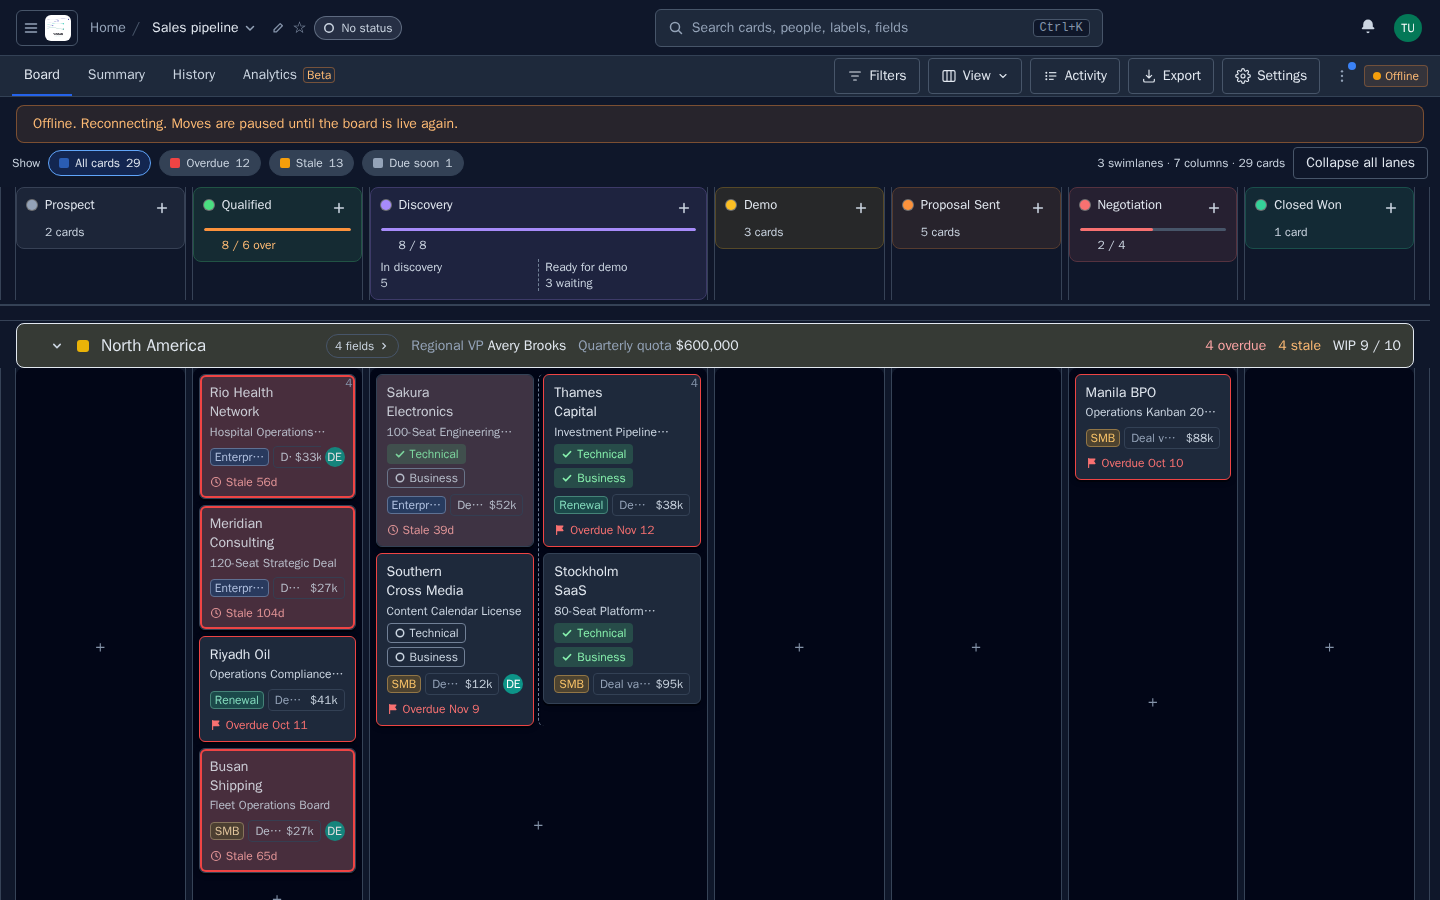 Home / Sales pipeline
No status
Search cards, people, labels, fields
Ctrl+K
TU
Board
Summary
History
Analytics
Beta
Filters
View
Activity
Export
Settings
Offline
Offline. Reconnecting. Moves are paused until the board is live again.
Show
All cards 29
Overdue 12
Stale 13
Due soon 1
3 swimlanes · 7 columns · 29 cards
Collapse all lanes
Prospect
2 cards
Qualified
8 / 6 over
Discovery
8 / 8
In discovery
5
Ready for demo
3 waiting
Demo
3 cards
Proposal Sent
5 cards
Negotiation
2 / 4
Closed Won
1 card
North America
4 fields
Regional VP Avery Brooks
Quarterly quota $600,000
4 overdue
4 stale
WIP 9 / 10
4
Rio Health
Network
Hospital Operations···
Enterpr···
D· $33k
DE
Stale 56d
Meridian
Consulting
120-Seat Strategic Deal
Enterpr···
D··· $27k
Stale 104d
Riyadh Oil
Operations Compliance···
Renewal
De··· $41k
Overdue Oct 11
Busan
Shipping
Fleet Operations Board
SMB
De··· $27k
DE
Stale 65d
Sakura
Electronics
100-Seat Engineering···
Technical
Business
Enterpr···
De··· $52k
Stale 39d
Southern
Cross Media
Content Calendar License
Technical
Business
SMB
De··· $12k
DE
Overdue Nov 9
4
Thames
Capital
Investment Pipeline···
Technical
Business
Renewal
De··· $38k
Overdue Nov 12
Stockholm
SaaS
80-Seat Platform···
Technical
Business
SMB
Deal va··· $95k
Manila BPO
Operations Kanban 20···
SMB
Deal v··· $88k
Overdue Oct 10